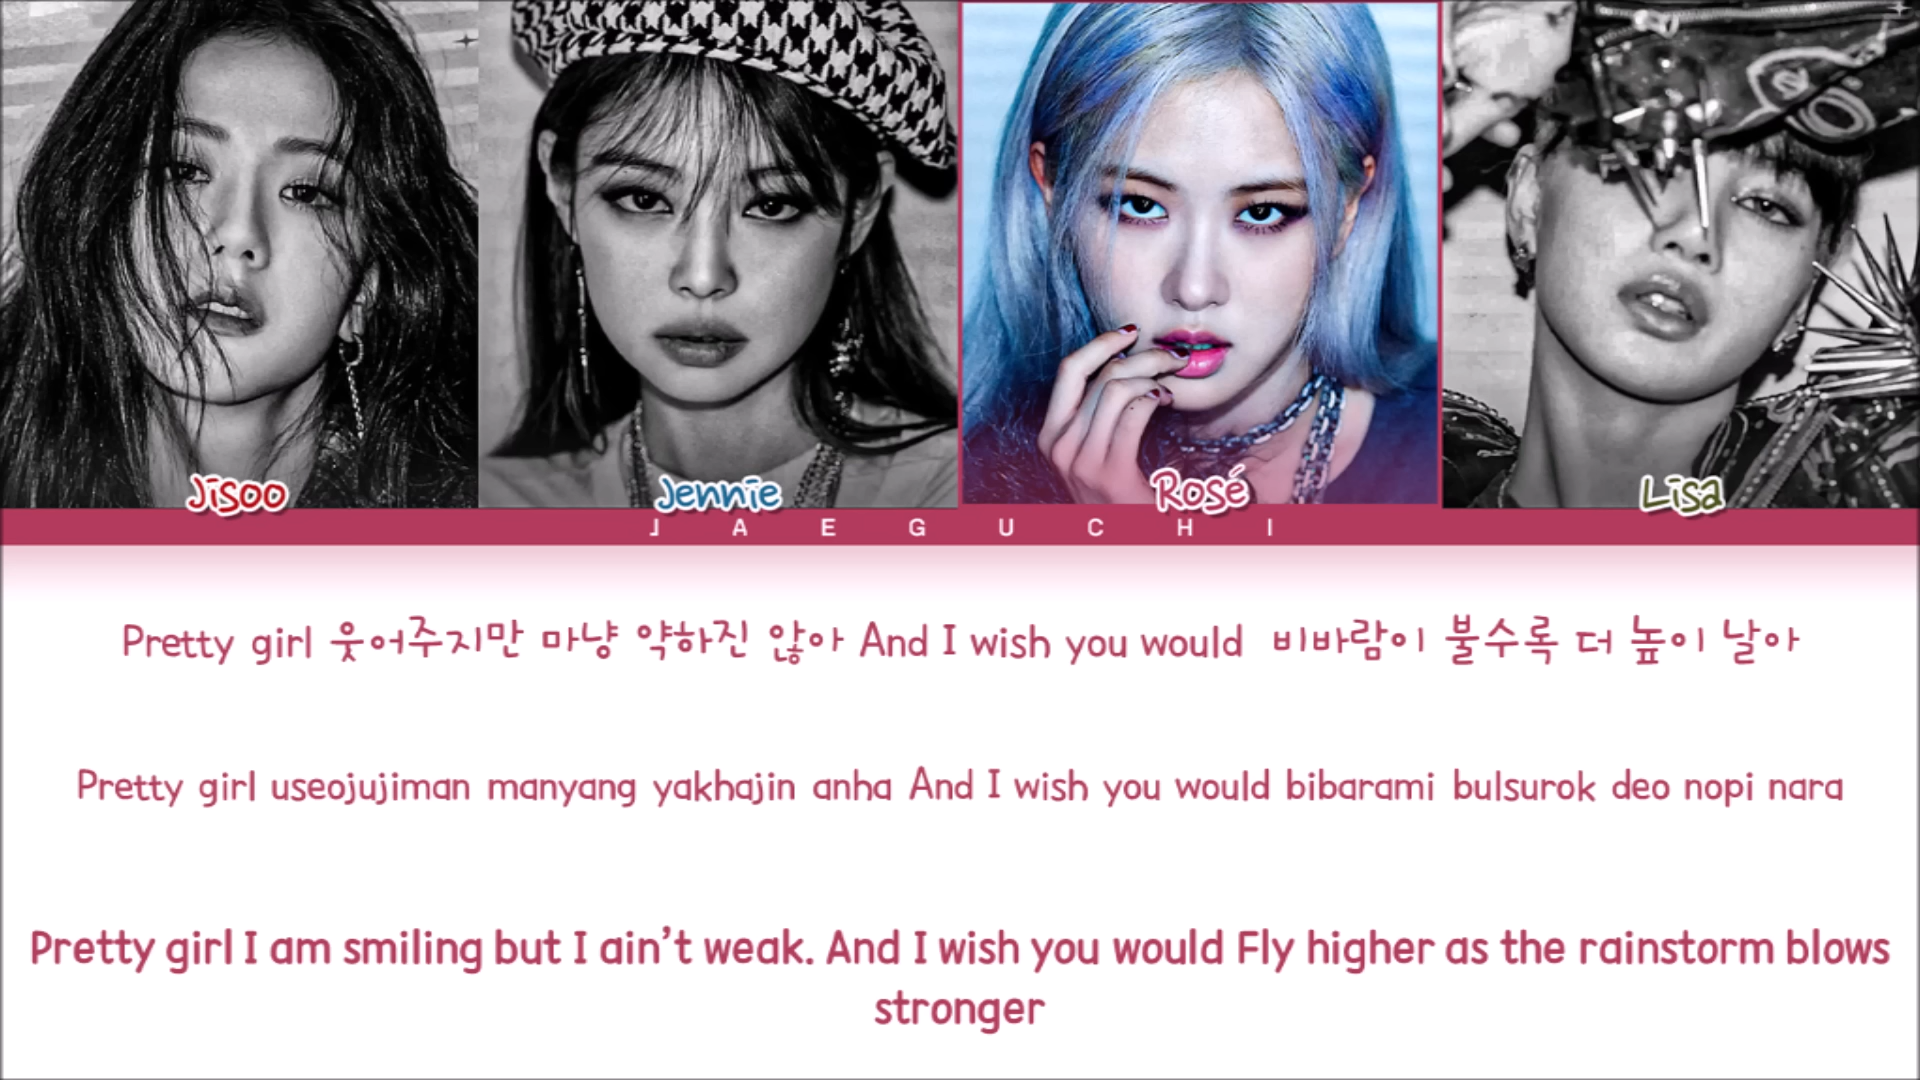 Jisoo
Jennie
Rosé
Lisa
JAEGUCHI
Pretty girl 웃어주지만 마냥 약하진 않아 And I wish you would 비바람이 불수록 더 높이 날아
Pretty girl useojujiman manyang yakhajin anha And I wish you would bibarami bulsurok deo nopi nara
Pretty girl I am smiling but I ain't weak. And I wish you would Fly higher as the rainstorm blows
stronger